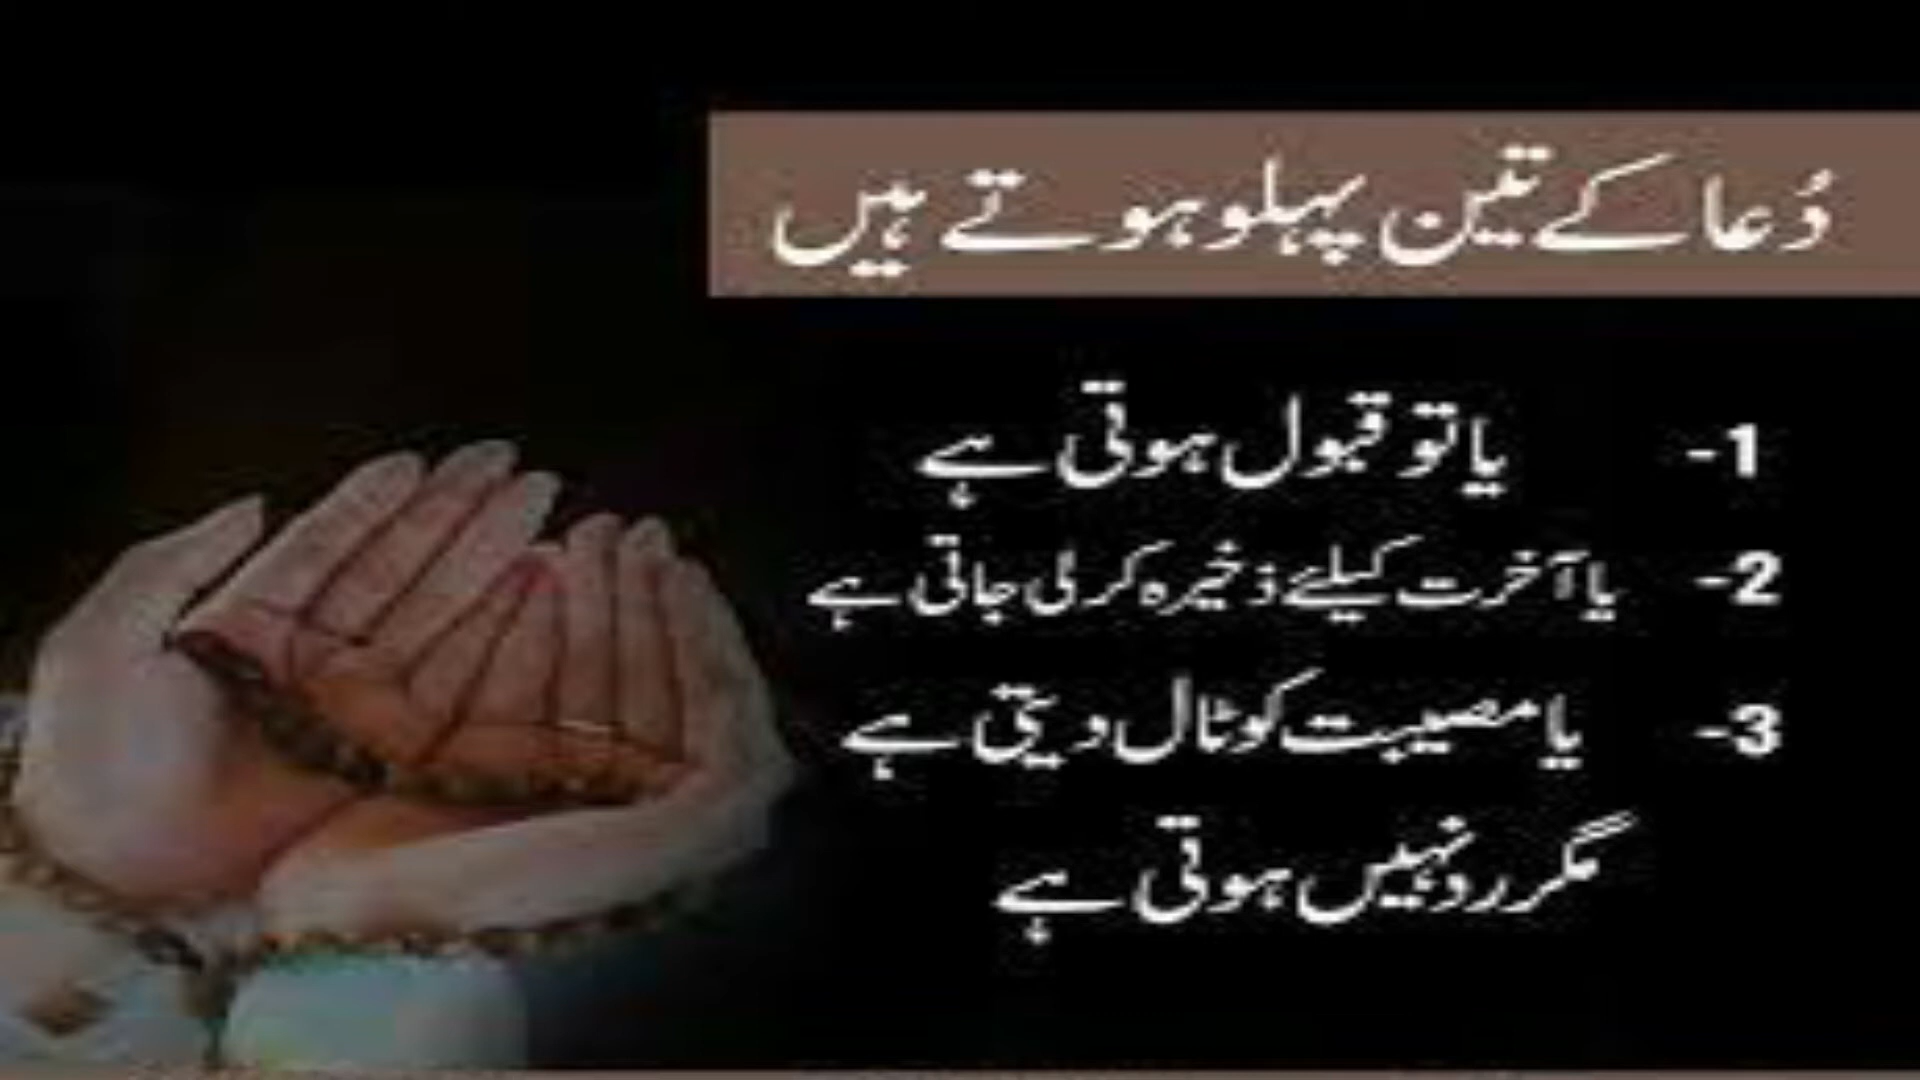 دُعا کے تین پہلو ہوتے ہیں
1- یا تو قبول ہوتی ہے
2- یا آخرت کیلئے ذخیرہ کر لی جاتی ہے
3- یا مصیبت کو ٹال دیتی ہے
مگر رد نہیں ہوتی ہے